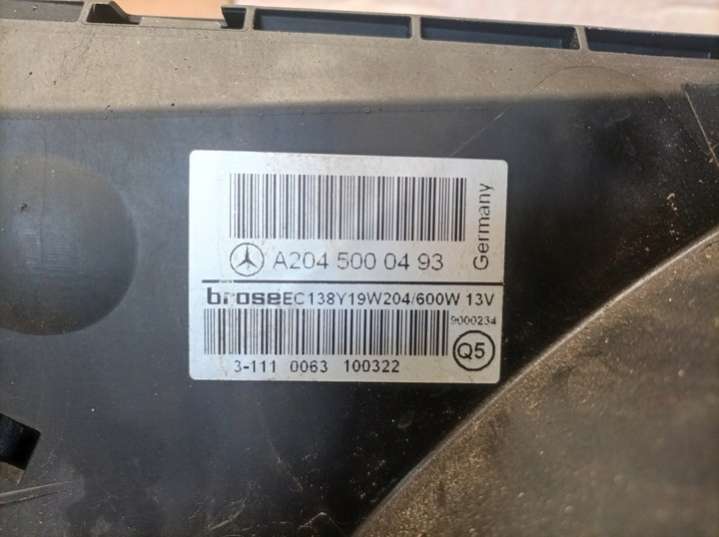 A204 500 04 93
Germany
broseEC138Y19W204/600W 13V
9000234
Q5
3-111 0063 100322